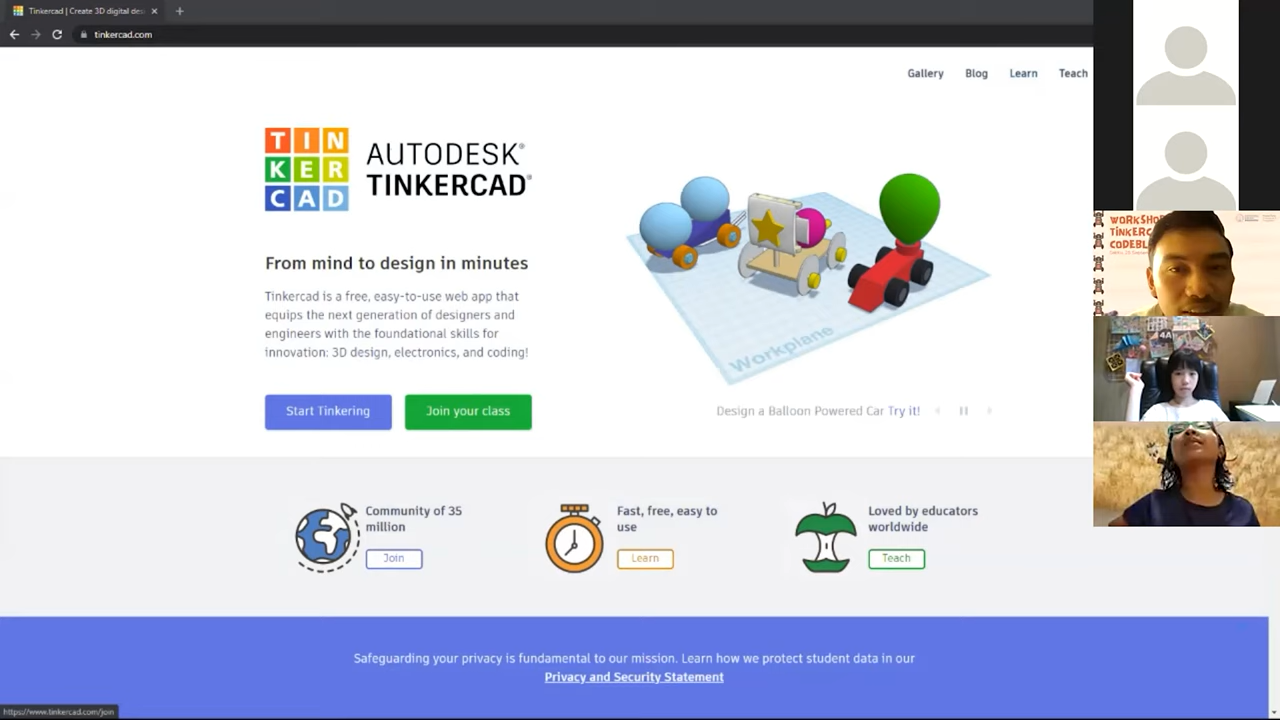 Tinkercad | Create 3D digital des
tinkercad.com
Gallery Blog Learn Teach
TIN
KER
CAD
AUTODESK®
TINKERCAD®
From mind to design in minutes
Tinkercad is a free, easy-to-use web app that
equips the next generation of designers and
engineers with the foundational skills for
innovation: 3D design, electronics, and coding!
Start Tinkering
Join your class
Workplane
Design a Balloon Powered Car Try it!
Community of 35
million
Join
Fast, free, easy to
use
Learn
Loved by educators
worldwide
Teach
Safeguarding your privacy is fundamental to our mission. Learn how we protect student data in our
Privacy and Security Statement
https://www.tinkercad.com/join
WORKSHOP
TINKERC
CODEBL